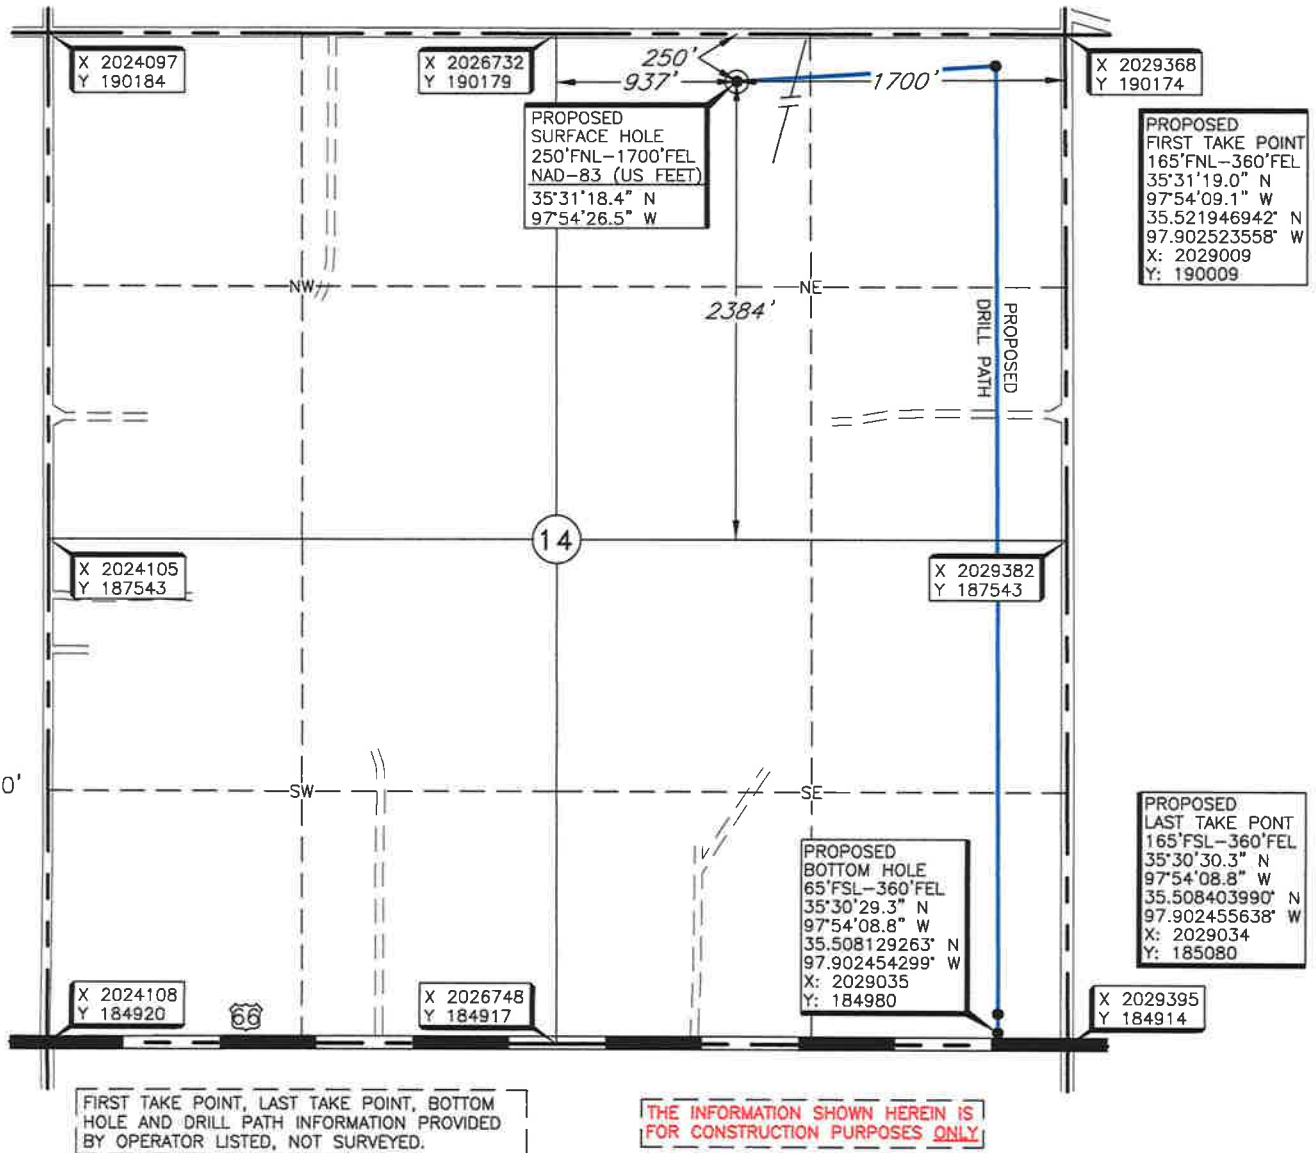 X 2024097
Y 190184
X 2026732
Y 190179
250'
937'
1700'
X 2029368
Y 190174
PROPOSED
SURFACE HOLE
250'FNL-1700'FEL
NAD-83 (US FEET)
35°31'18.4" N
97°54'26.5" W
PROPOSED
FIRST TAKE POINT
165'FNL-360'FEL
35°31'19.0" N
97°54'09.1" W
35.521946942° N
97.902523558° W
X: 2029009
Y: 190009
NW
NE
2384'
PROPOSED
DRILL PATH
14
X 2024105
Y 187543
X 2029382
Y 187543
0'
SW
SE
PROPOSED
LAST TAKE PONT
165'FSL-360'FEL
35°30'30.3" N
97°54'08.8" W
35.508403990° N
97.902455638° W
X: 2029034
Y: 185080
PROPOSED
BOTTOM HOLE
65'FSL-360'FEL
35°30'29.3" N
97°54'08.8" W
35.508129263° N
97.902454299° W
X: 2029035
Y: 184980
X 2024108
Y 184920
66
X 2026748
Y 184917
X 2029395
Y 184914
FIRST TAKE POINT, LAST TAKE POINT, BOTTOM
HOLE AND DRILL PATH INFORMATION PROVIDED
BY OPERATOR LISTED, NOT SURVEYED.
THE INFORMATION SHOWN HEREIN IS
FOR CONSTRUCTION PURPOSES ONLY